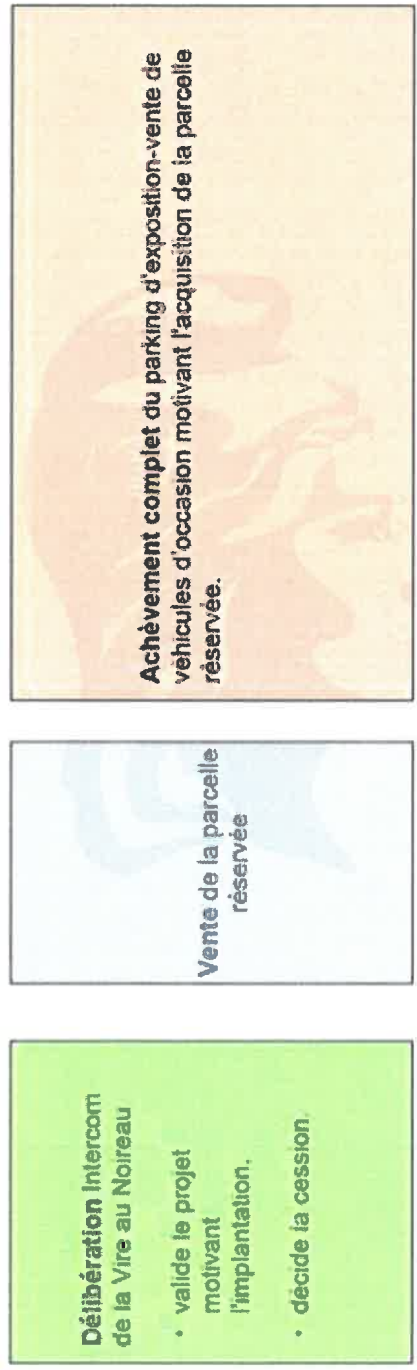 Délibération Intercom
de la Vire au Noireau
• valide le projet
motivant
l'implantation.
• décide la cession.
Vente de la parcelle
réservée
Achèvement complet du parking d'exposition-vente de
véhicules d'occasion motivant l'acquisition de la parcelle
réservée.